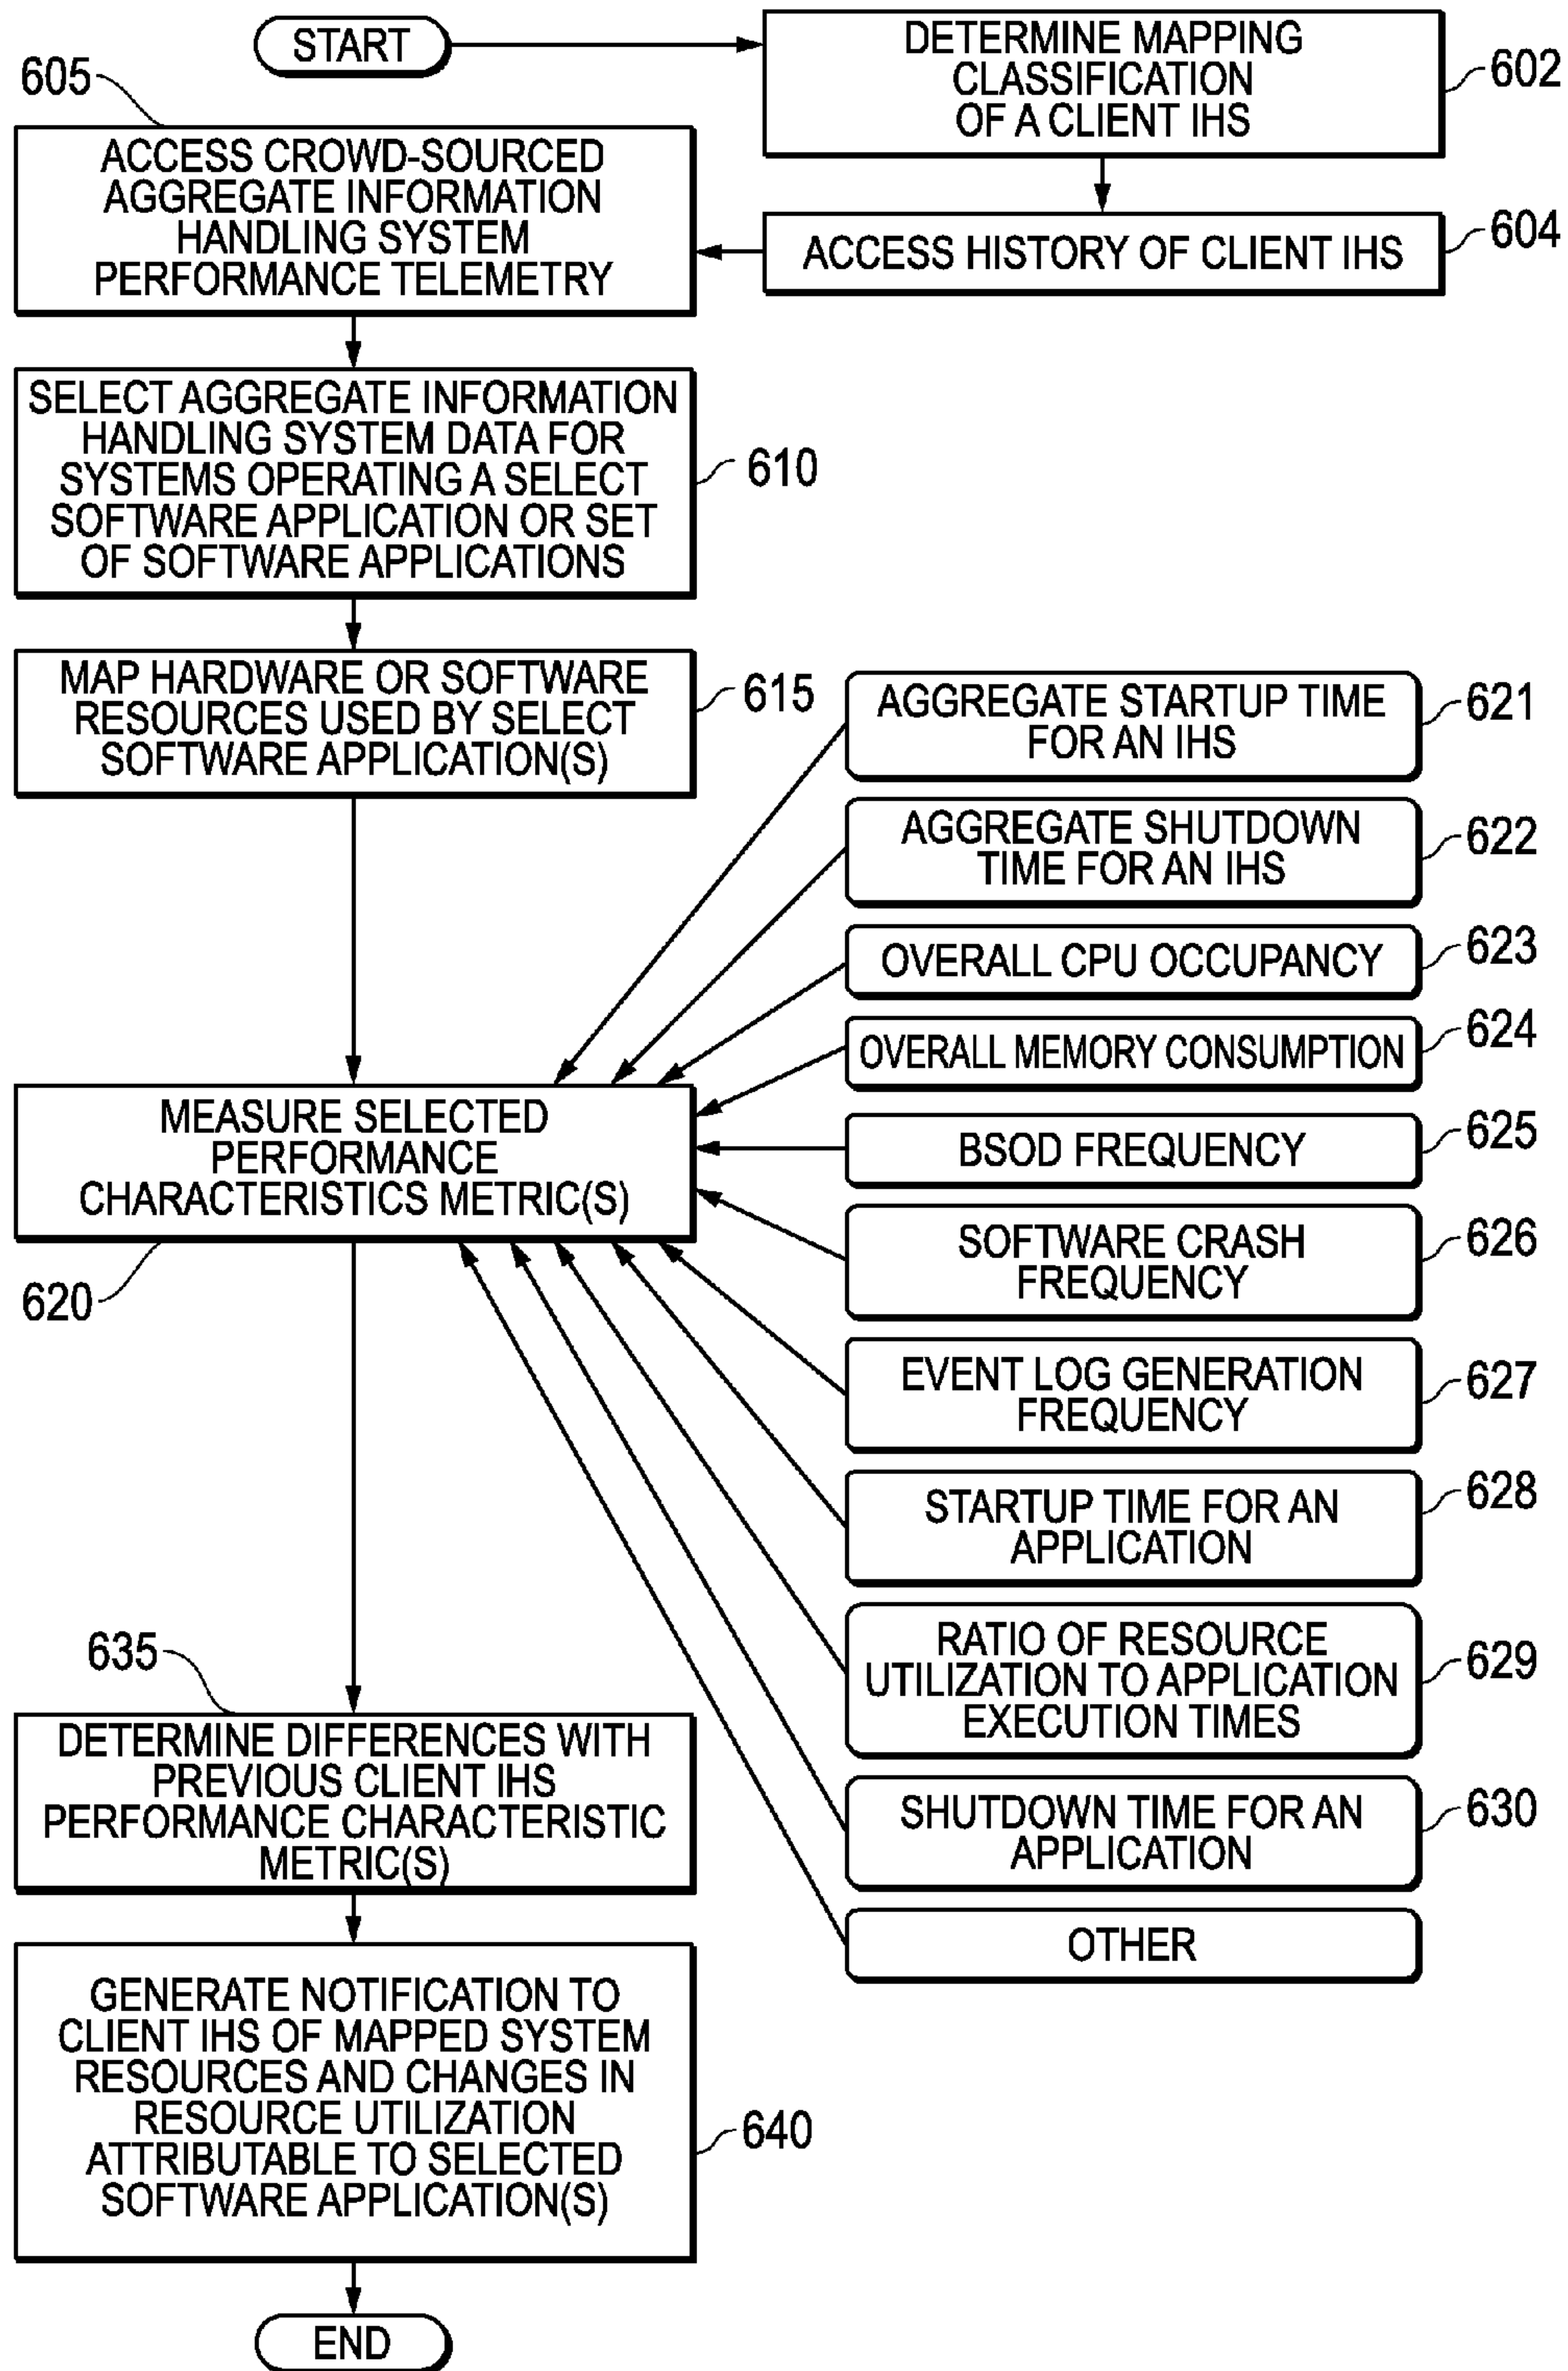 START
DETERMINE MAPPING
CLASSIFICATION
OF A CLIENT IHS
602
ACCESS HISTORY OF CLIENT IHS
604
605
ACCESS CROWD-SOURCED
AGGREGATE INFORMATION
HANDLING SYSTEM
PERFORMANCE TELEMETRY
SELECT AGGREGATE INFORMATION
HANDLING SYSTEM DATA FOR
SYSTEMS OPERATING A SELECT
SOFTWARE APPLICATION OR SET
OF SOFTWARE APPLICATIONS
610
MAP HARDWARE OR SOFTWARE
RESOURCES USED BY SELECT
SOFTWARE APPLICATION(S)
615
MEASURE SELECTED
PERFORMANCE
CHARACTERISTICS METRIC(S)
620
AGGREGATE STARTUP TIME
FOR AN IHS
621
AGGREGATE SHUTDOWN
TIME FOR AN IHS
622
OVERALL CPU OCCUPANCY
623
OVERALL MEMORY CONSUMPTION
624
BSOD FREQUENCY
625
SOFTWARE CRASH
FREQUENCY
626
EVENT LOG GENERATION
FREQUENCY
627
STARTUP TIME FOR AN
APPLICATION
628
RATIO OF RESOURCE
UTILIZATION TO APPLICATION
EXECUTION TIMES
629
SHUTDOWN TIME FOR AN
APPLICATION
630
OTHER
635
DETERMINE DIFFERENCES WITH
PREVIOUS CLIENT IHS
PERFORMANCE CHARACTERISTIC
METRIC(S)
GENERATE NOTIFICATION TO
CLIENT IHS OF MAPPED SYSTEM
RESOURCES AND CHANGES IN
RESOURCE UTILIZATION
ATTRIBUTABLE TO SELECTED
SOFTWARE APPLICATION(S)
640
END